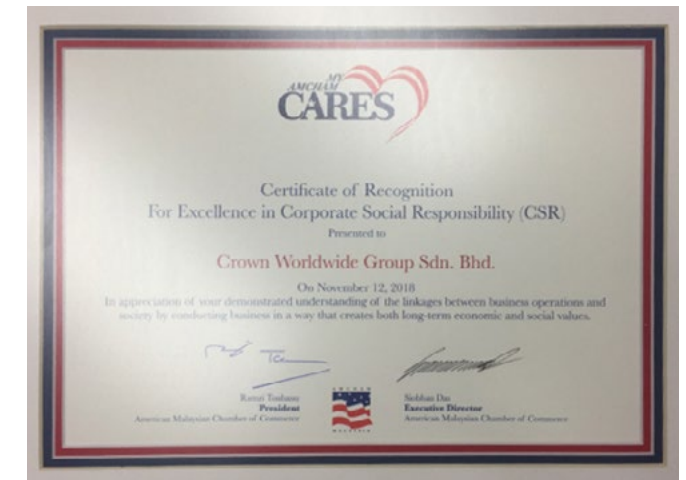 MY
AMCHAM
CARES
Certificate of Recognition
For Excellence in Corporate Social Responsibility (CSR)
Presented to
Crown Worldwide Group Sdn. Bhd.
On November 12, 2018
In appreciation of your demonstrated understanding of the linkages between business operations and
society by conducting business in a way that creates both long-term economic and social values.
Siobhan Das
President
Executive Director
American Malaysian Chamber of Commerce
American Malaysian Chamber of Commerce
AMCHAM